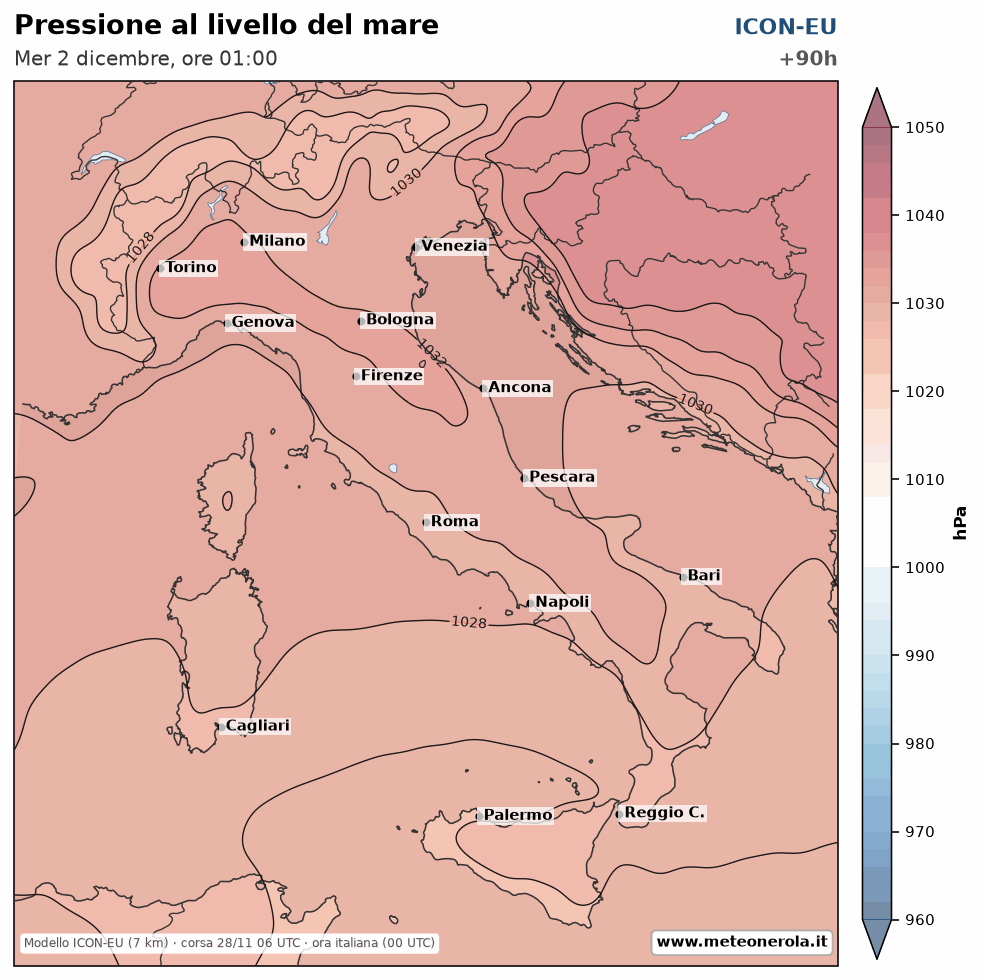 Pressione al livello del mare
ICON-EU
Mer 2 dicembre, ore 01:00
+90h
1030
1028
Milano
Venezia
Torino
Genova
Bologna
1032
Firenze
Ancona
1030
Pescara
Roma
Bari
Napoli
1028
Cagliari
Palermo
Reggio C.
Modello ICON-EU (7 km) · corsa 28/11 06 UTC · ora italiana (00 UTC)
www.meteonerola.it
1050
1040
1030
1020
1010
1000
990
980
970
960
hPa